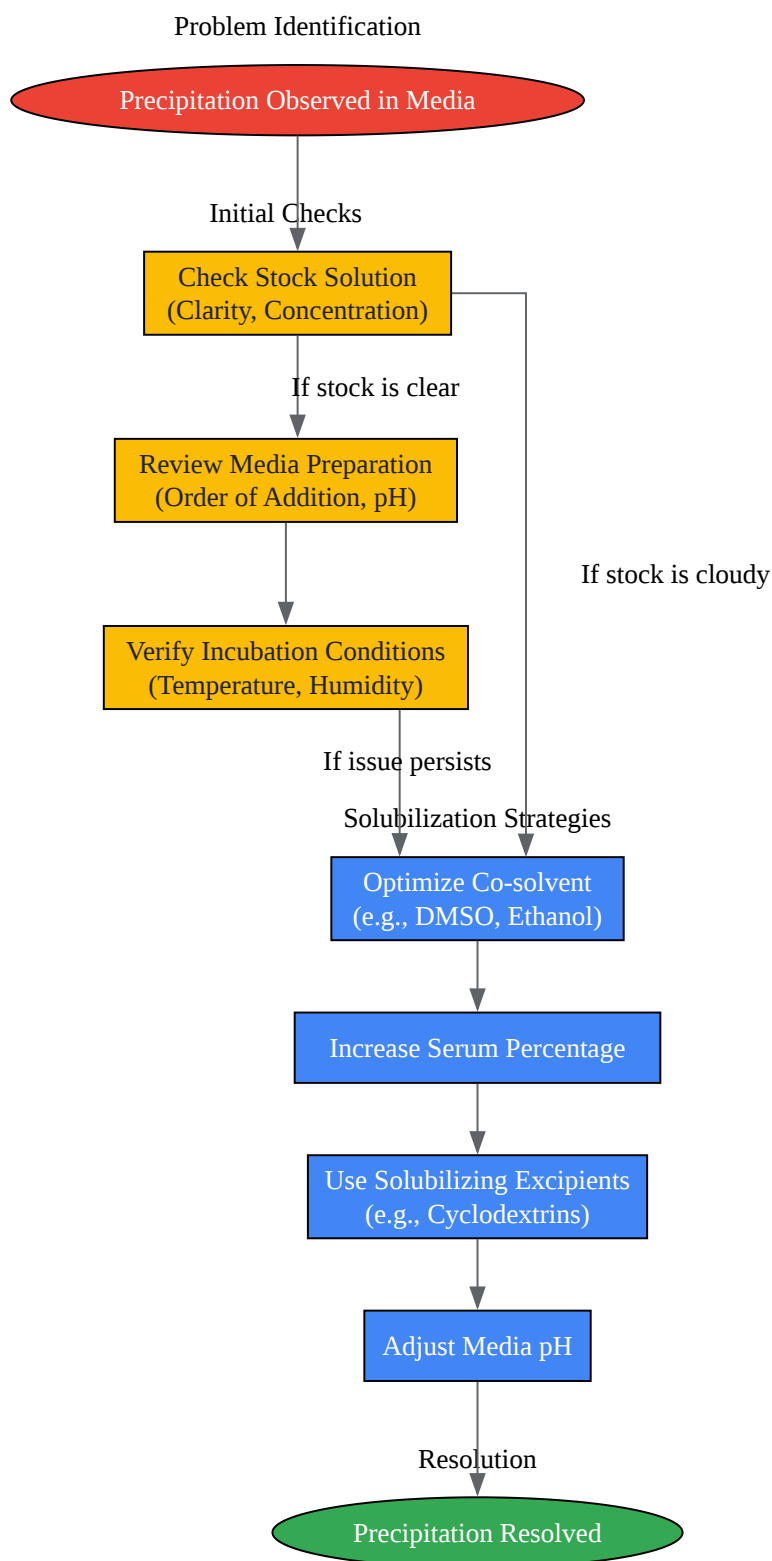 Problem Identification
Precipitation Observed in Media
Initial Checks
Check Stock Solution
(Clarity, Concentration)
If stock is clear
Review Media Preparation
(Order of Addition, pH)
If stock is cloudy
Verify Incubation Conditions
(Temperature, Humidity)
If issue persists
Solubilization Strategies
Optimize Co-solvent
(e.g., DMSO, Ethanol)
Increase Serum Percentage
Use Solubilizing Excipients
(e.g., Cyclodextrins)
Adjust Media pH
Resolution
Precipitation Resolved